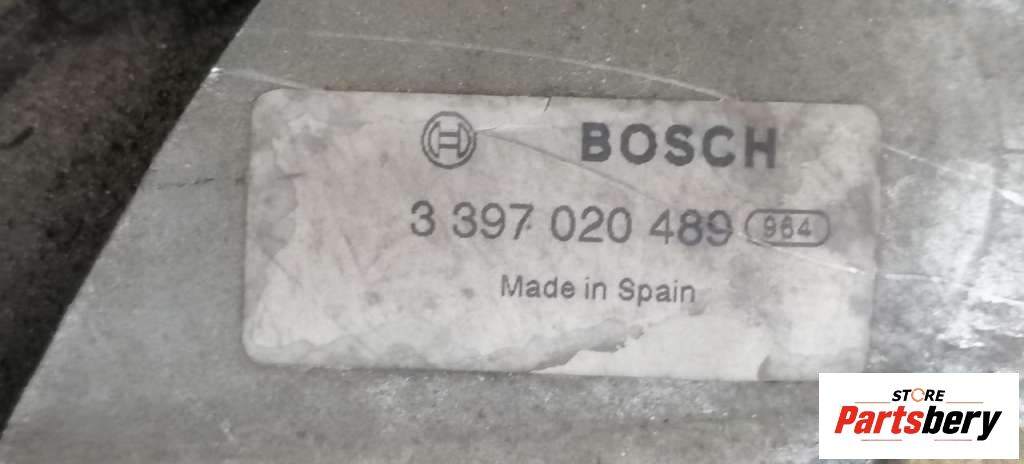 BOSCH
3 397 020 489 964
Made in Spain
STORE
Partsbery